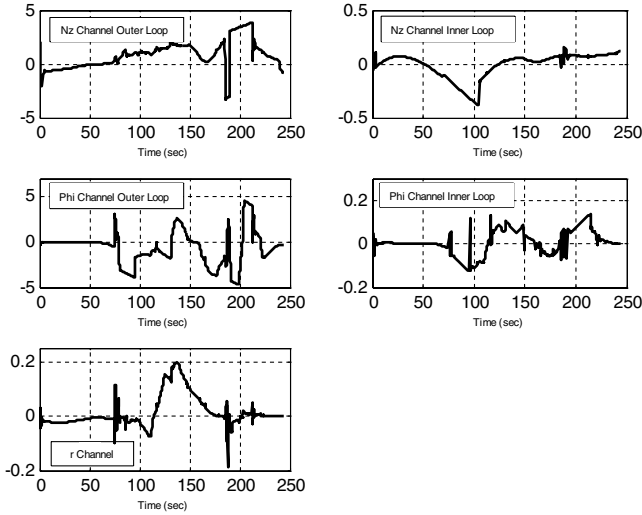 5
0
-5
Nz Channel Outer Loop
0 50 100 150 200 250
Time (sec)
0.5
0
-0.5
Nz Channel Inner Loop
0 50 100 150 200 250
Time (sec)
5
0
-5
Phi Channel Outer Loop
0 50 100 150 200 250
Time (sec)
0.2
0
-0.2
Phi Channel Inner Loop
0 50 100 150 200 250
Time (sec)
0.2
0
-0.2
r Channel
0 50 100 150 200 250
Time (sec)